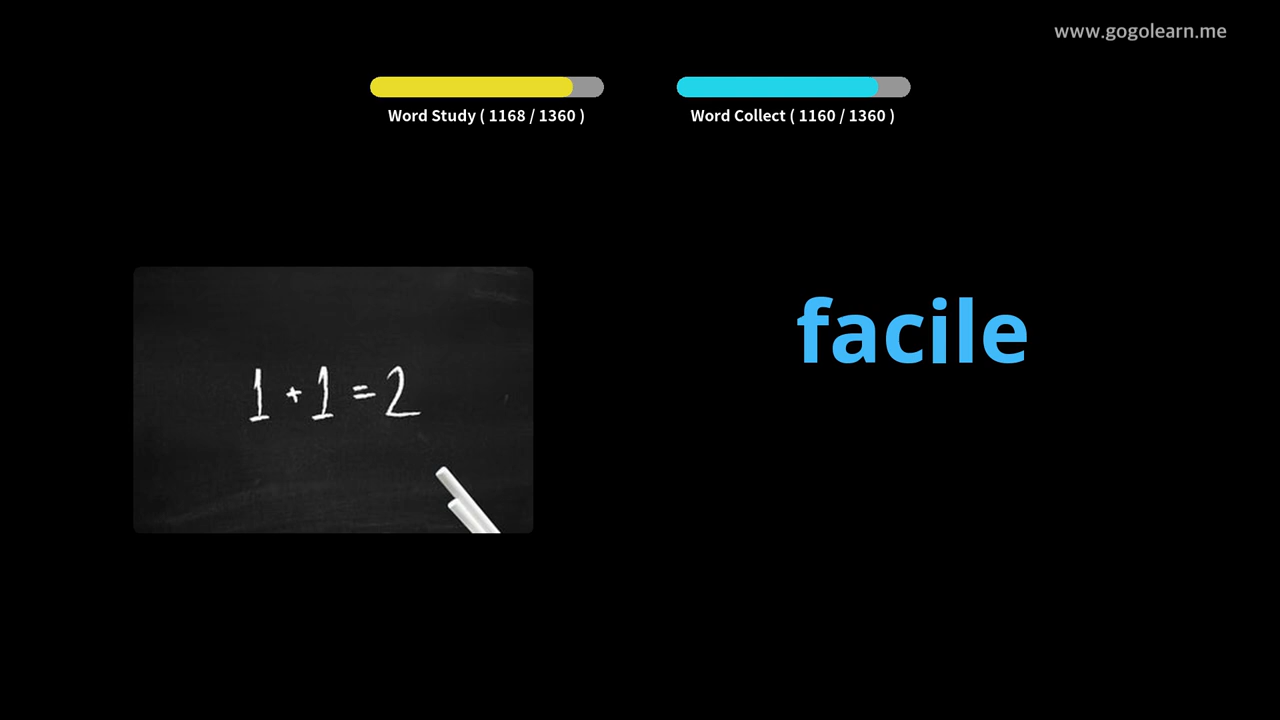 www.gogolearn.me
Word Study ( 1168 / 1360 )
Word Collect ( 1160 / 1360 )
facile
1 + 1 = 2